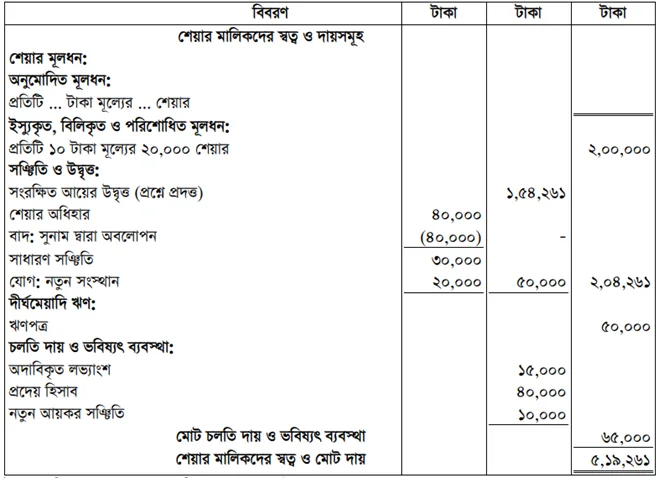 বিবরণ টাকা টাকা টাকা
শেয়ার মালিকদের স্বত্ব ও দায়সমূহ
শেয়ার মূলধন:
অনুমোদিত মূলধন:
প্রতিটি ... টাকা মূল্যের ... শেয়ার
ইস্যুকৃত, বিলিকৃত ও পরিশোধিত মূলধন:
প্রতিটি ১০ টাকা মূল্যের ২০,০০০ শেয়ার ২,০০,০০০
সঞ্চিতি ও উদ্বৃত্ত:
সংরক্ষিত আয়ের উদ্বৃত্ত (প্রশ্নে প্রদত্ত) ১,৫৪,২৬১
শেয়ার অধিহার ৪০,০০০
বাদ: সুনাম দ্বারা অবলোপন (৪০,০০০) -
সাধারণ সঞ্চিতি ৩০,০০০
যোগ: নতুন সংস্থান ২০,০০০ ৫০,০০০ ২,০৪,২৬১
দীর্ঘমেয়াদি ঋণ:
ঋণপত্র ৫০,০০০
চলতি দায় ও ভবিষ্যৎ ব্যবস্থা:
অদাবিকৃত লভ্যাংশ ১৫,০০০
প্রদেয় হিসাব ৪০,০০০
নতুন আয়কর সঞ্চিতি ১০,০০০
মোট চলতি দায় ও ভবিষ্যৎ ব্যবস্থা ৬৫,০০০
শেয়ার মালিকদের স্বত্ব ও মোট দায় ৫,১৯,২৬১